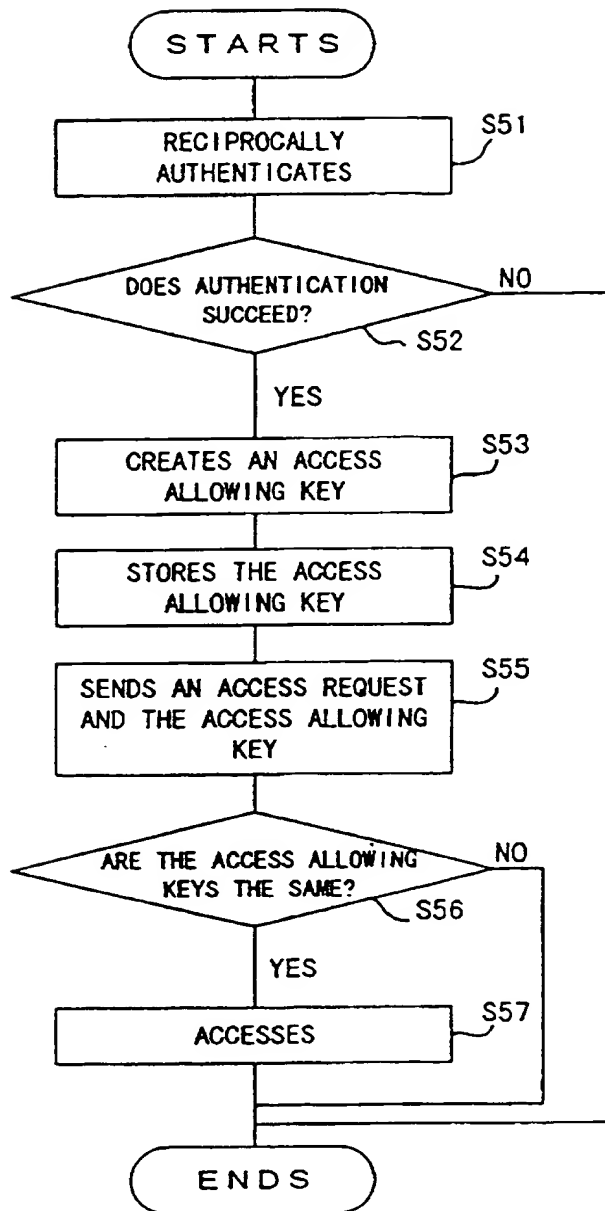 STARTS
RECIPROCALLY
AUTHENTICATES
S51
DOES AUTHENTICATION
SUCCEED?
NO
S52
YES
CREATES AN ACCESS
ALLOWING KEY
S53
STORES THE ACCESS
ALLOWING KEY
S54
SENDS AN ACCESS REQUEST
AND THE ACCESS ALLOWING
KEY
S55
ARE THE ACCESS ALLOWING
KEYS THE SAME?
NO
S56
YES
ACCESSES
S57
ENDS